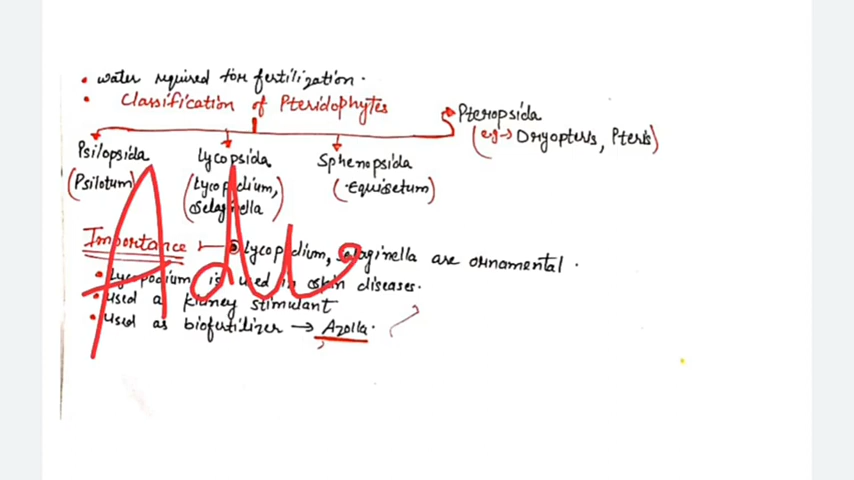 • water required for fertilization.
• Classification of Pteridophytes
Psilopsida
(Psilotum)
Lycopsida
(Lycopodium,
Selaginella)
Sphenopsida
(Equisetum)
Pteropsida
(eg → Dryopteris, Pteris)
Importance → Lycopodium, Selaginella are ornamental.
• Lycopodium is used in skin diseases.
• used a kidney stimulant
• used as biofertilizer → Azolla.